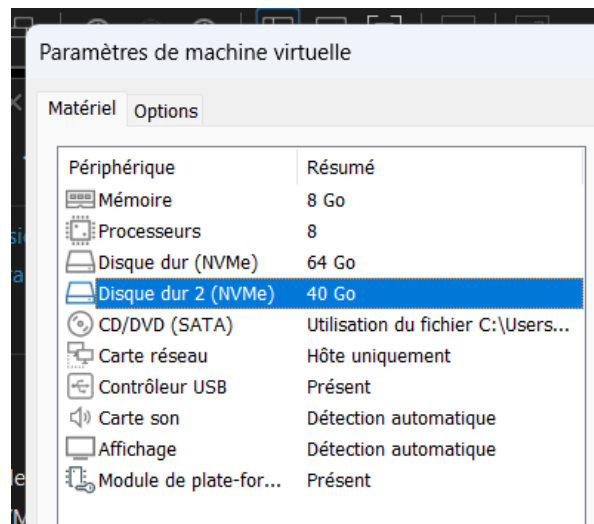 Paramètres de machine virtuelle
Matériel Options
Périphérique Résumé
Mémoire 8 Go
Processeurs 8
Disque dur (NVMe) 64 Go
Disque dur 2 (NVMe) 40 Go
CD/DVD (SATA) Utilisation du fichier C:\Users...
Carte réseau Hôte uniquement
Contrôleur USB Présent
Carte son Détection automatique
Affichage Détection automatique
Module de plate-for... Présent